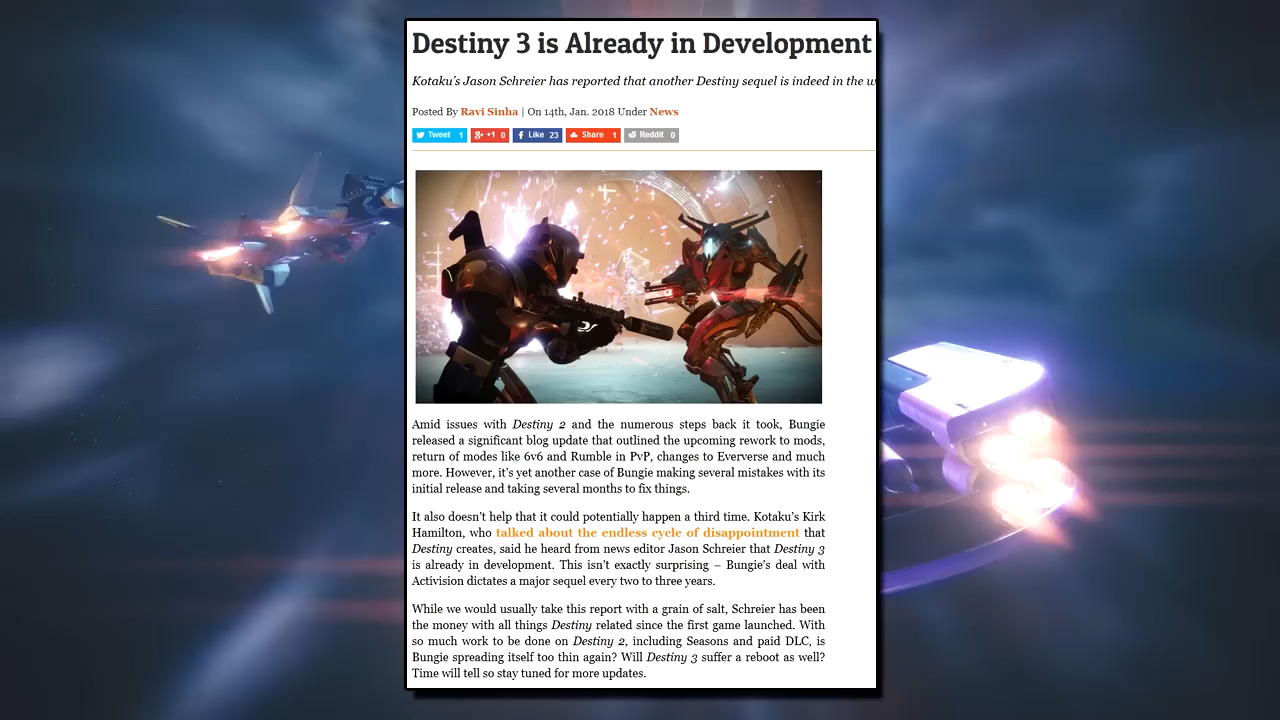 Destiny 3 is Already in Development
Kotaku's Jason Schreier has reported that another Destiny sequel is indeed in the
Posted By Ravi Sinha | On 14th, Jan. 2018 Under News
Tweet 1 g+ +1 0 f Like 23 Share 1 Reddit 0
Amid issues with Destiny 2 and the numerous steps back it took, Bungie
released a significant blog update that outlined the upcoming rework to mods,
return of modes like 6v6 and Rumble in PvP, changes to Eververse and much
more. However, it's yet another case of Bungie making several mistakes with its
initial release and taking several months to fix things.
It also doesn't help that it could potentially happen a third time. Kotaku's Kirk
Hamilton, who talked about the endless cycle of disappointment that
Destiny creates, said he heard from news editor Jason Schreier that Destiny 3
is already in development. This isn't exactly surprising – Bungie's deal with
Activision dictates a major sequel every two to three years.
While we would usually take this report with a grain of salt, Schreier has been
the money with all things Destiny related since the first game launched. With
so much work to be done on Destiny 2, including Seasons and paid DLC, is
Bungie spreading itself too thin again? Will Destiny 3 suffer a reboot as well?
Time will tell so stay tuned for more updates.